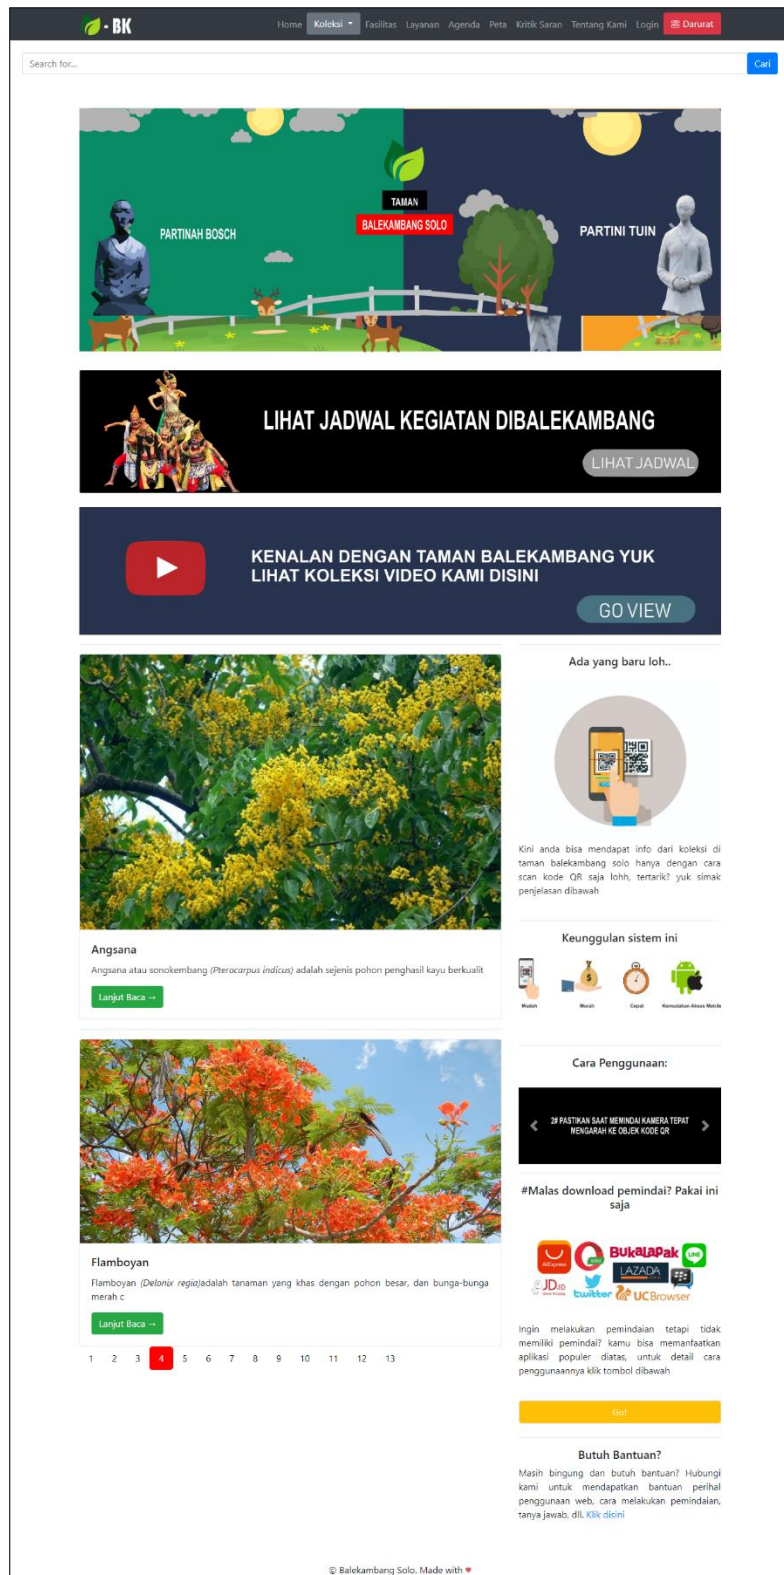 - BK
Home Koleksi Fasilitas Layanan Agenda Peta Kritik Saran Tentang Kami Login Darurat
Search for... Cari
TAMAN
BALEKAMBANG SOLO
PARTINAH BOSCH
PARTINI TUIN
LIHAT JADWAL KEGIATAN DIBALEKAMBANG
LIHAT JADWAL
KENALAN DENGAN TAMAN BALEKAMBANG YUK
LIHAT KOLEKSI VIDEO KAMI DISINI
GO VIEW
Angsana
Angsana atau sonokembang (Pterocarpus indicus) adalah sejenis pohon penghasil kayu berkualit
Lanjut Baca →
Flamboyan
Flamboyan (Delonix regia)adalah tanaman yang khas dengan pohon besar, dan bunga-bunga
merah c
Lanjut Baca →
1 2 3 4 5 6 7 8 9 10 11 12 13
Ada yang baru loh..
Kini anda bisa mendapat info dari koleksi di
taman balekambang solo hanya dengan cara
scan kode QR saja lohh, tertarik? yuk simak
penjelasan dibawah
Keunggulan sistem ini
Mudah Murah Cepat Kemudahan Akses Mobile
Cara Penggunaan:
2# PASTIKAN SAAT MEMINDAI KAMERA TEPAT
MENGARAH KE OBJEK KODE QR
#Malas download pemindai? Pakai ini
saja
AliExpress
BUKALAPAK
LINE
JD.ID
LAZADA
twitter
UCBrowser
Ingin melakukan pemindaian tetapi tidak
memiliki pemindai? kamu bisa memanfaatkan
aplikasi populer diatas, untuk detail cara
penggunaannya klik tombol dibawah
Go!
Butuh Bantuan?
Masih bingung dan butuh bantuan? Hubungi
kami untuk mendapatkan bantuan perihal
penggunaan web, cara melakukan pemindaian,
tanya jawab, dll. Klik disini
© Balekambang Solo. Made with ♥